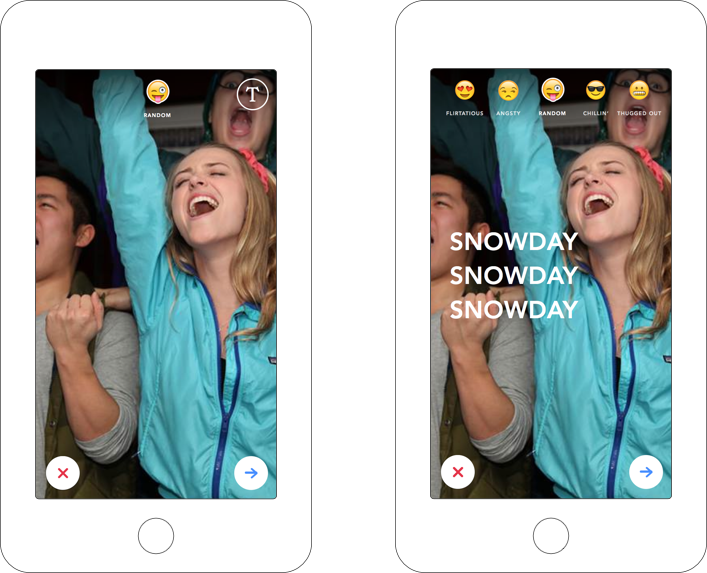 RANDOM
T
FLIRTATIOUS
ANGSTY
RANDOM
CHILLIN'
THUGGED OUT
SNOWDAY
SNOWDAY
SNOWDAY